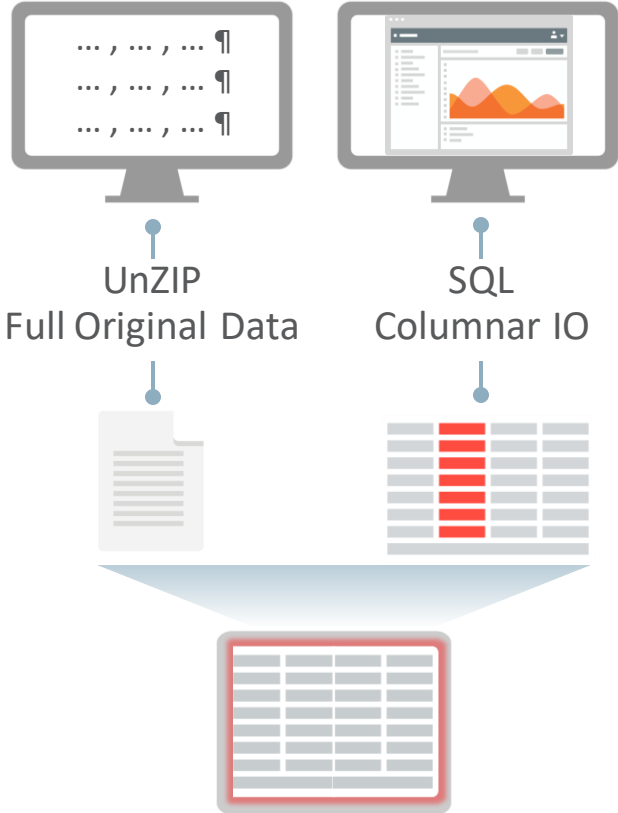 ... , ... , ... ¶
... , ... , ... ¶
... , ... , ... ¶
UnZIP
Full Original Data
SQL
Columnar IO